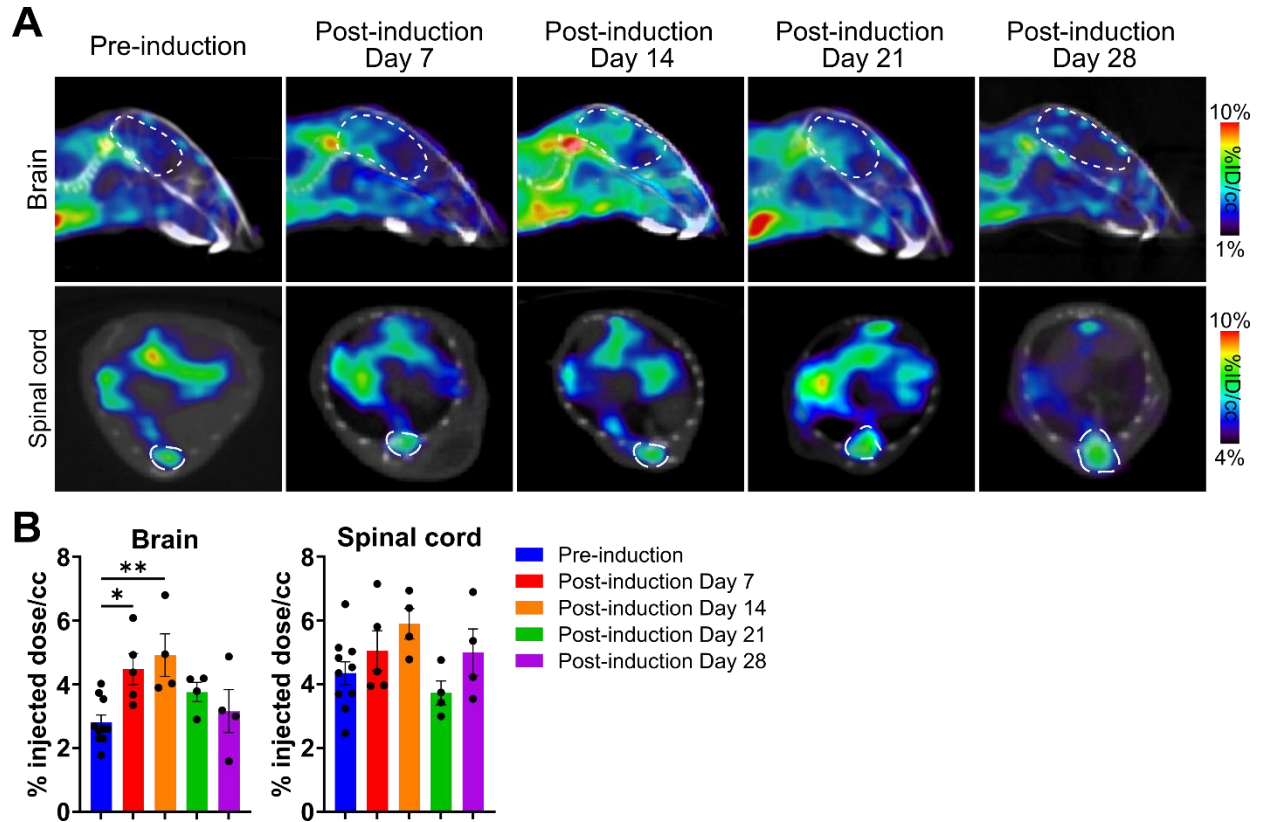 A
Pre-induction
Post-induction
Day 7
Post-induction
Day 14
Post-induction
Day 21
Post-induction
Day 28
Brain
10%
%ID/cc
1%
Spinal cord
10%
%ID/cc
4%
B
Brain
% injected dose/cc
8
6
4
2
0
**
*
Spinal cord
% injected dose/cc
8
6
4
2
0
Pre-induction
Post-induction Day 7
Post-induction Day 14
Post-induction Day 21
Post-induction Day 28